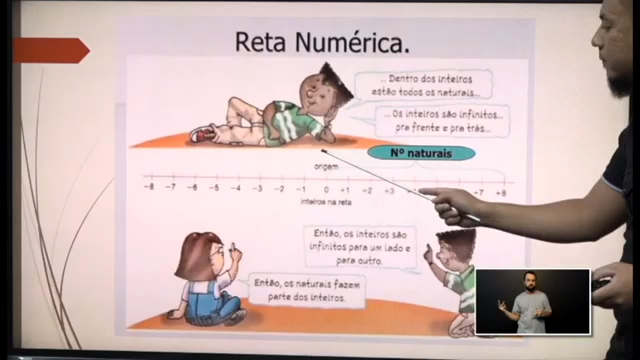 Reta Numérica.
... Dentro dos inteiros
estão todos os naturais...
... Os inteiros são infinitos...
pra frente e pra trás...
Nº naturais
origem
-8 -7 -6 -5 -4 -3 -2 -1 0 +1 +2 +3 +7 +8
inteiros na reta
Então, os inteiros são
infinitos para um lado e
para outro.
Então, os naturais fazem
parte dos inteiros.